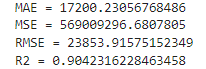 MAE = 17200.23056768486
MSE = 569009296.6807805
RMSE = 23853.91575152349
R2 = 0.9042316228463458